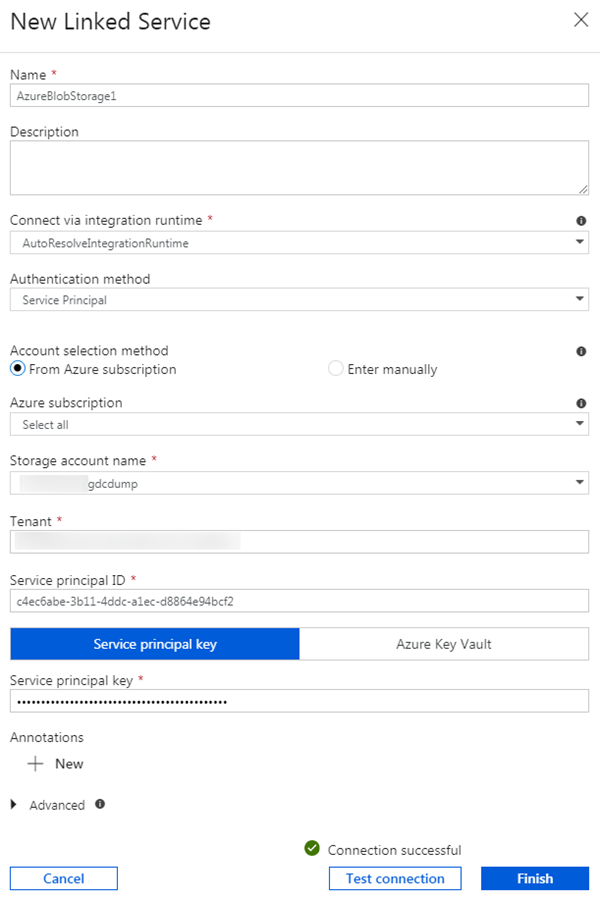 New Linked Service
Name *
AzureBlobStorage1
Description
Connect via integration runtime *
AutoResolveIntegrationRuntime
Authentication method
Service Principal
Account selection method
From Azure subscription
Enter manually
Azure subscription
Select all
Storage account name *
gdcdump
Tenant *
Service principal ID *
c4ec6abe-3b11-4ddc-a1ec-d8864e94bcf2
Service principal key
Azure Key Vault
Service principal key *
••••••••••••••••••••••••••••••••••••••••••••
Annotations
New
Advanced
Connection successful
Cancel
Test connection
Finish